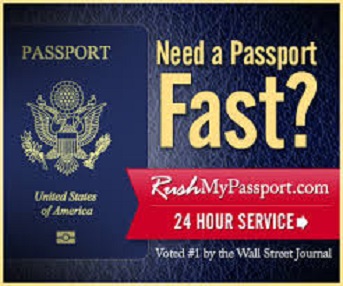 PASSPORT
United States
of America
Need a Passport
Fast?
RushMyPassport.com
24 HOUR SERVICE
Voted #1 by the Wall Street Journal